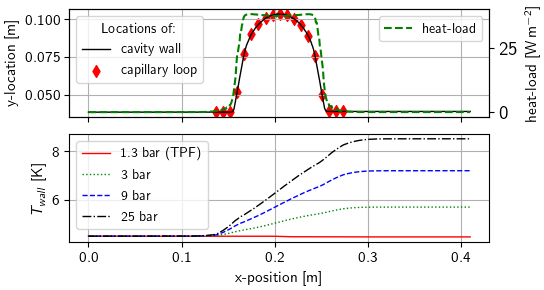 Locations of:
cavity wall
capillary loop
heat-load
0.100
0.075
0.050
y-location [m]
25
0
heat-load [W m⁻²]
1.3 bar (TPF)
3 bar
9 bar
25 bar
8
6
T_wall [K]
0.0 0.1 0.2 0.3 0.4
x-position [m]